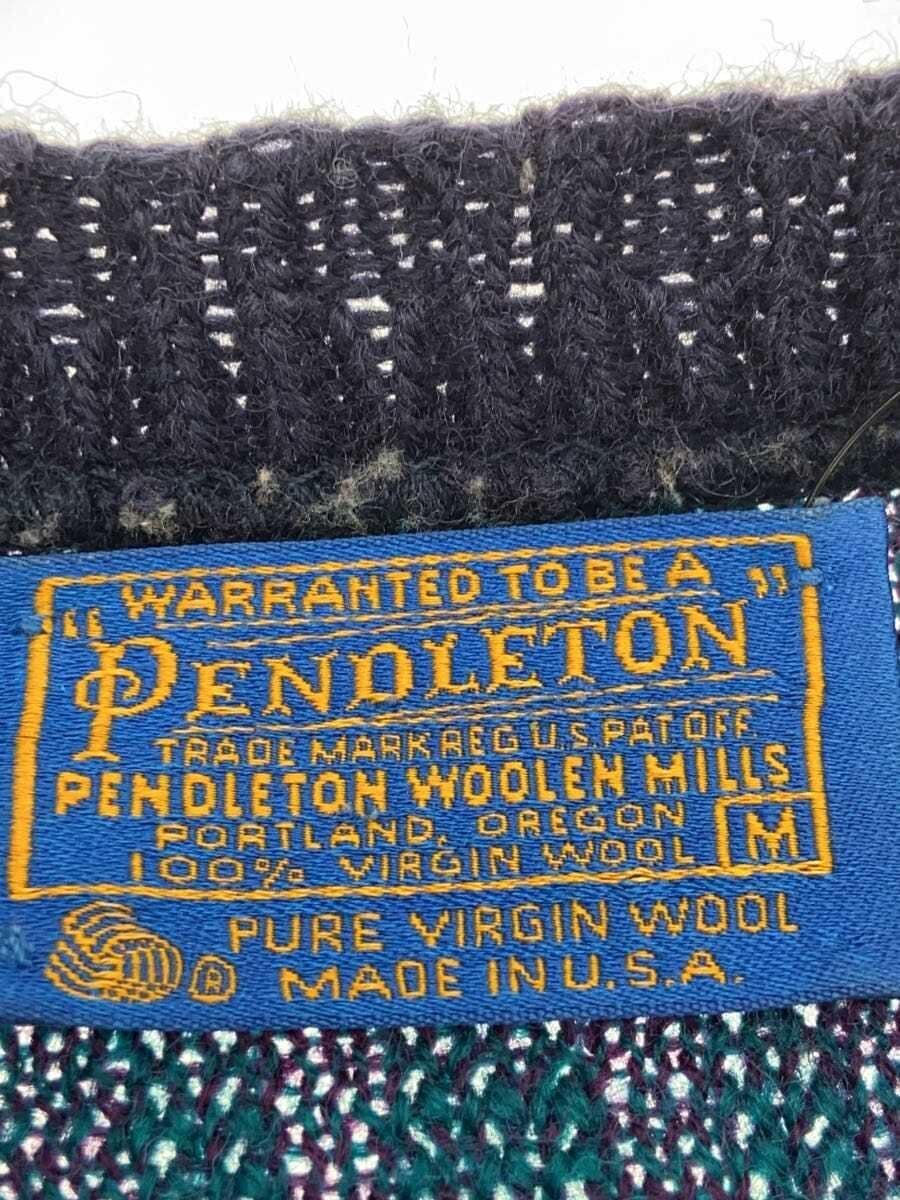 "WARRANTED TO BE A"
PENDLETON
TRADE MARK REG U.S. PAT OFF.
PENDLETON WOOLEN MILLS
PORTLAND, OREGON
100% VIRGIN WOOL M
PURE VIRGIN WOOL
® MADE IN U.S.A.